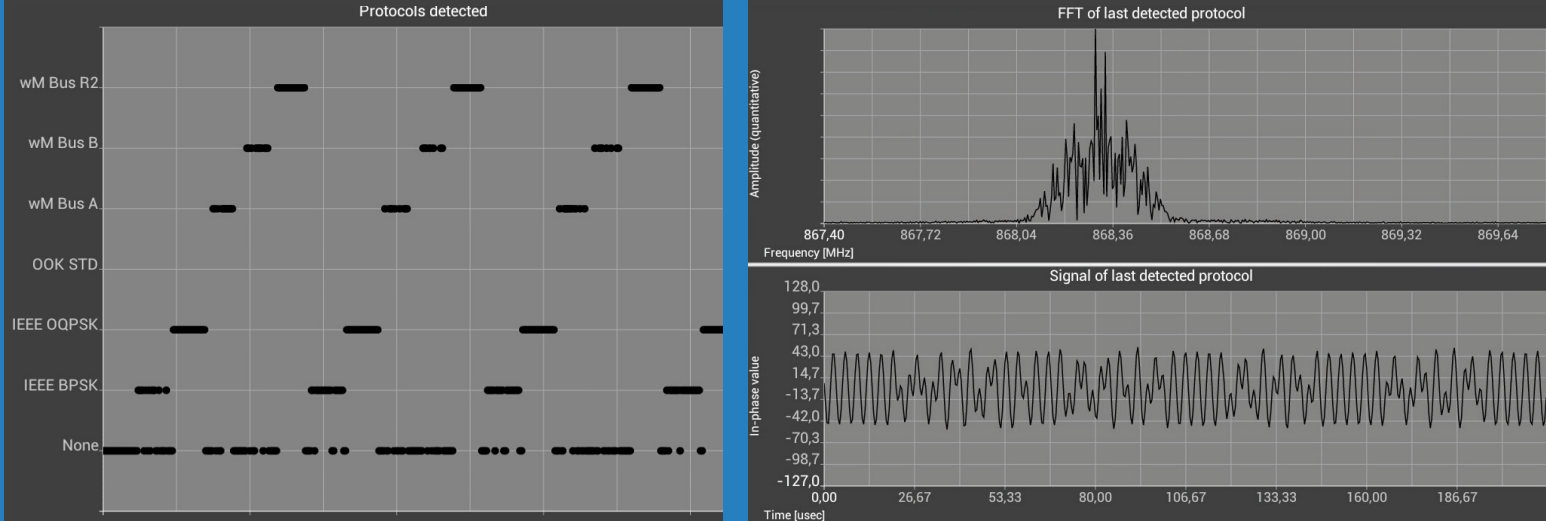 Protocols detected
wM Bus R2
wM Bus B
wM Bus A
OOK STD
IEEE OQPSK
IEEE BPSK
None
FFT of last detected protocol
Amplitude (quantitative)
867,40 867,72 868,04 868,36 868,68 869,00 869,32 869,64
Frequency [MHz]
Signal of last detected protocol
In-phase value
128,0
99,7
71,3
43,0
14,7
-13,7
-42,0
-70,3
-98,7
-127,0
0,00 26,67 53,33 80,00 106,67 133,33 160,00 186,67
Time [usec]